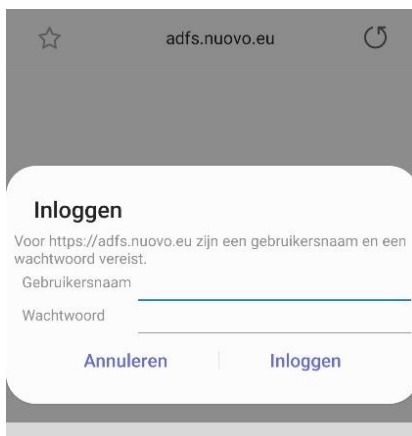 adfs.nuovo.eu
Inloggen
Voor https://adfs.nuovo.eu zijn een gebruikersnaam en een
wachtwoord vereist.
Gebruikersnaam
Wachtwoord
Annuleren Inloggen